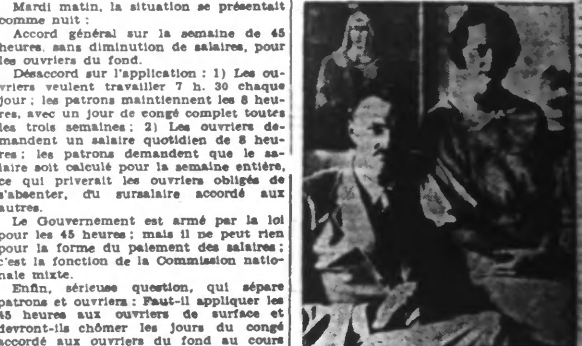 Mardi matin, la situation se présentait
comme nuit :
Accord général sur la semaine de 45
heures, sans diminution de salaires, pour
les ouvriers du fond.
Désaccord sur l'application : 1) Les ou-
vriers veulent travailler 7 h. 30 chaque
jour ; les patrons maintiennent les 8 heu-
res, avec un jour de congé complet toutes
les trois semaines ; 2) Les ouvriers de-
mandent un salaire quotidien de 8 heu-
res ; les patrons demandent que le sa-
laire soit calculé pour la semaine entière,
ce qui priverait les ouvriers obligés de
s'absenter, du sursalaire accordé aux
autres.
Le Gouvernement est armé par la loi
pour les 45 heures ; mais il ne peut rien
pour la forme du paiement des salaires ;
c'est la fonction de la Commission natio-
nale mixte.
Enfin, sérieuse question, qui sépare
patrons et ouvriers : Faut-il appliquer les
45 heures aux ouvriers de surface et
devront-ils chômer les jours du congé
accordé aux ouvriers du fond au cours